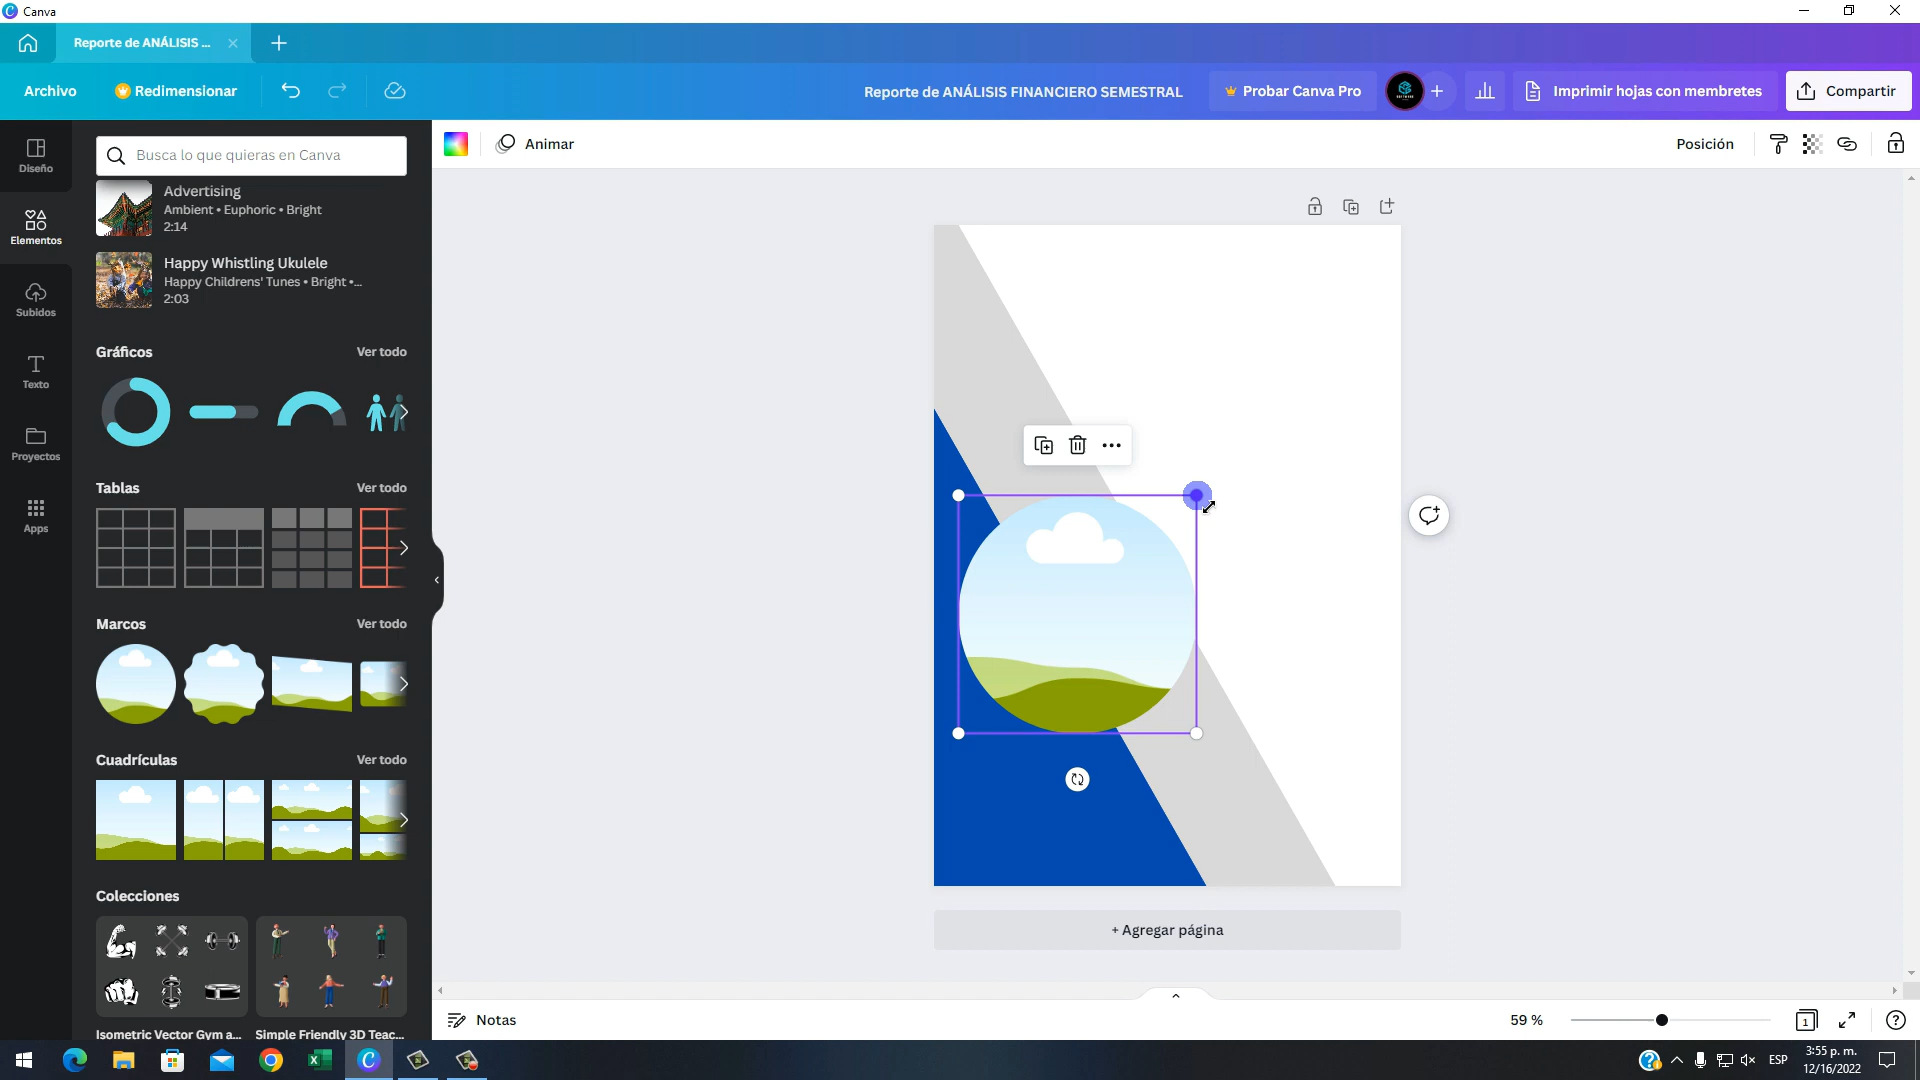 Canva
Reporte de ANÁLISIS ...
Archivo
Redimensionar
Reporte de ANÁLISIS FINANCIERO SEMESTRAL
Probar Canva Pro
Imprimir hojas con membretes
Compartir
Diseño
Elementos
Subidos
Texto
Proyectos
Apps
Busca lo que quieras en Canva
Advertising
Ambient • Euphoric • Bright
2:14
Happy Whistling Ukulele
Happy Childrens' Tunes • Bright •...
2:03
Gráficos
Ver todo
Tablas
Ver todo
Marcos
Ver todo
Cuadrículas
Ver todo
Colecciones
Isometric Vector Gym a...
Simple Friendly 3D Teac...
Animar
Posición
+ Agregar página
Notas
59 %
1
ESP
3:55 p. m.
12/16/2022